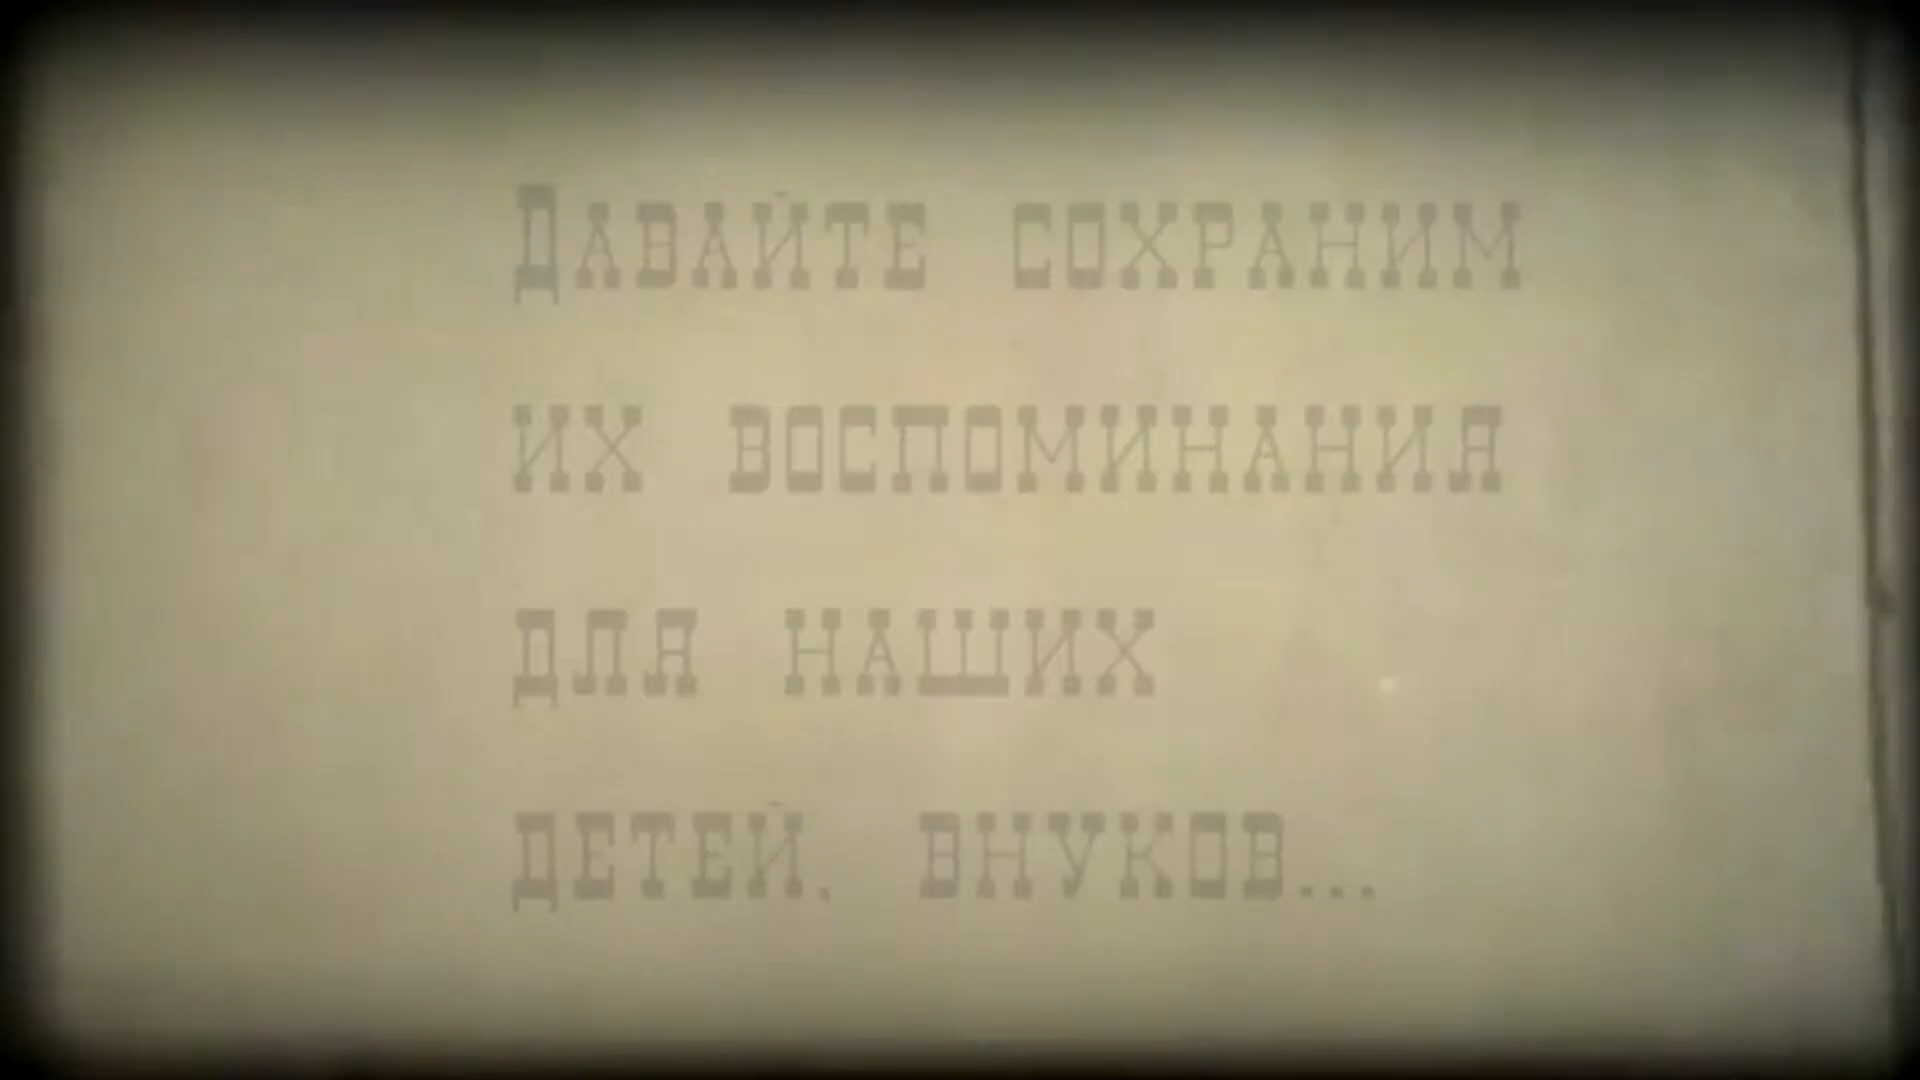 Давайте сохраним
их воспоминания
для наших
детей, внуков...